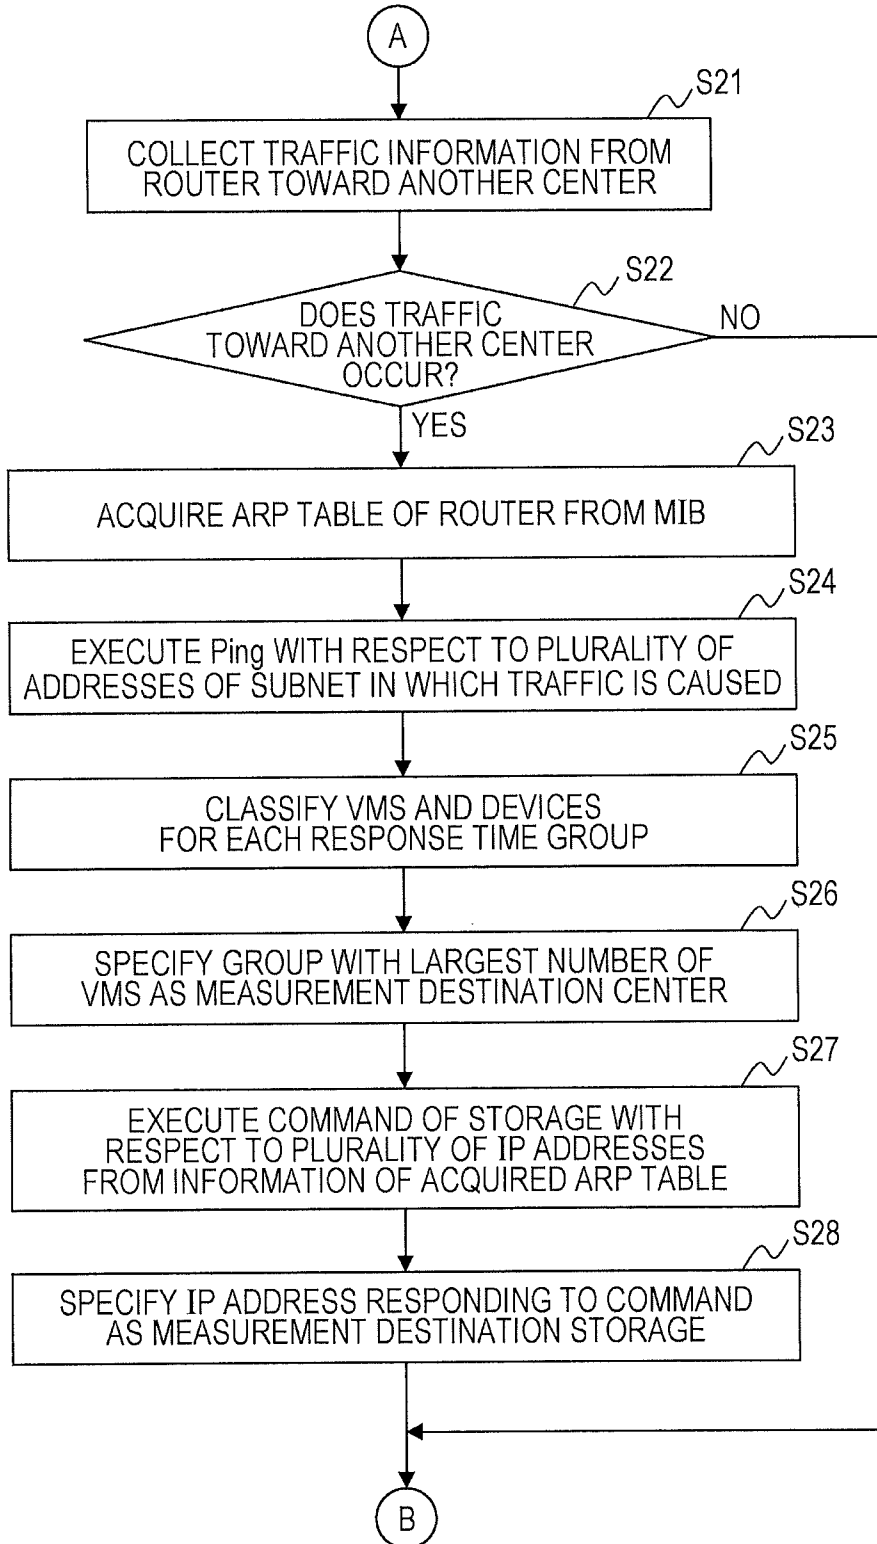 A
S21
COLLECT TRAFFIC INFORMATION FROM
ROUTER TOWARD ANOTHER CENTER
S22
DOES TRAFFIC
TOWARD ANOTHER CENTER
OCCUR?
NO
YES
S23
ACQUIRE ARP TABLE OF ROUTER FROM MIB
S24
EXECUTE Ping WITH RESPECT TO PLURALITY OF
ADDRESSES OF SUBNET IN WHICH TRAFFIC IS CAUSED
S25
CLASSIFY VMS AND DEVICES
FOR EACH RESPONSE TIME GROUP
S26
SPECIFY GROUP WITH LARGEST NUMBER OF
VMS AS MEASUREMENT DESTINATION CENTER
S27
EXECUTE COMMAND OF STORAGE WITH
RESPECT TO PLURALITY OF IP ADDRESSES
FROM INFORMATION OF ACQUIRED ARP TABLE
S28
SPECIFY IP ADDRESS RESPONDING TO COMMAND
AS MEASUREMENT DESTINATION STORAGE
B